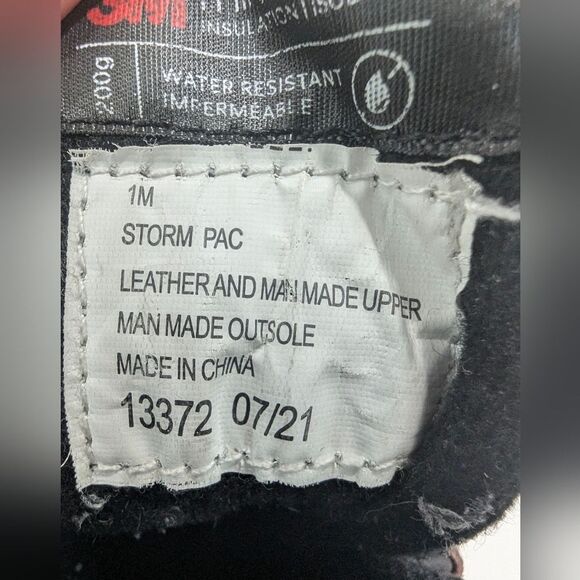 3M
INSULATION | ISOL
200g
WATER RESISTANT
IMPERMEABLE
1M
STORM PAC
LEATHER AND MAN MADE UPPER
MAN MADE OUTSOLE
MADE IN CHINA
13372 07/21